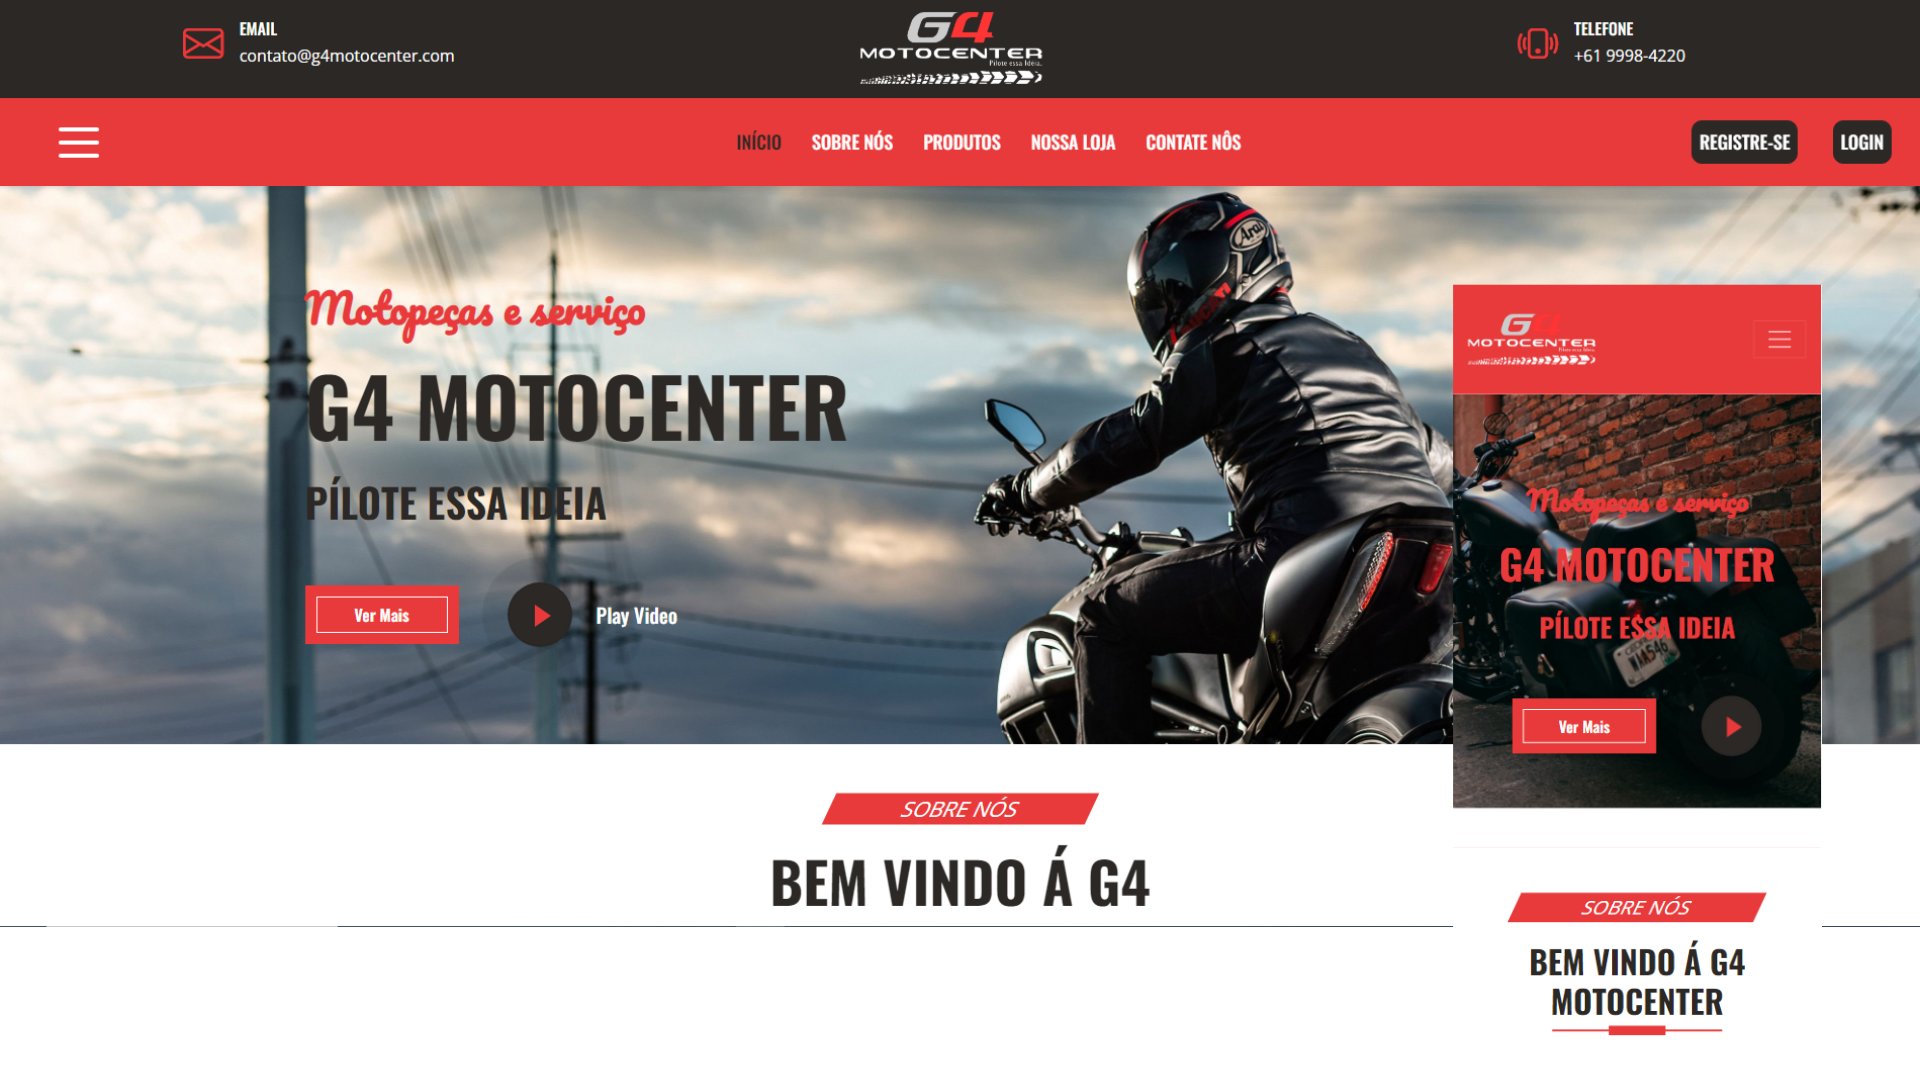 EMAIL
contato@g4motocenter.com
G4
MOTOCENTER
Pilote essa Ideia.
TELEFONE
+61 9998-4220
INÍCIO
SOBRE NÓS
PRODUTOS
NOSSA LOJA
CONTATE NÔS
REGISTRE-SE
LOGIN
Arai
Motopeças e serviço
G4 MOTOCENTER
PÍLOTE ESSA IDEIA
Ver Mais
Play Video
SOBRE NÓS
BEM VINDO Á G4
G4
MOTOCENTER
Motopeças e serviço
G4 MOTOCENTER
PÍLOTE ESSA IDEIA
Ver Mais
SOBRE NÓS
BEM VINDO Á G4
MOTOCENTER